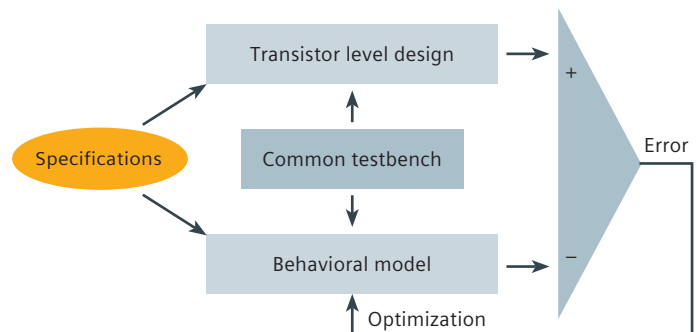 Transistor level design
+
Specifications
Common testbench
Error
Behavioral model
−
Optimization